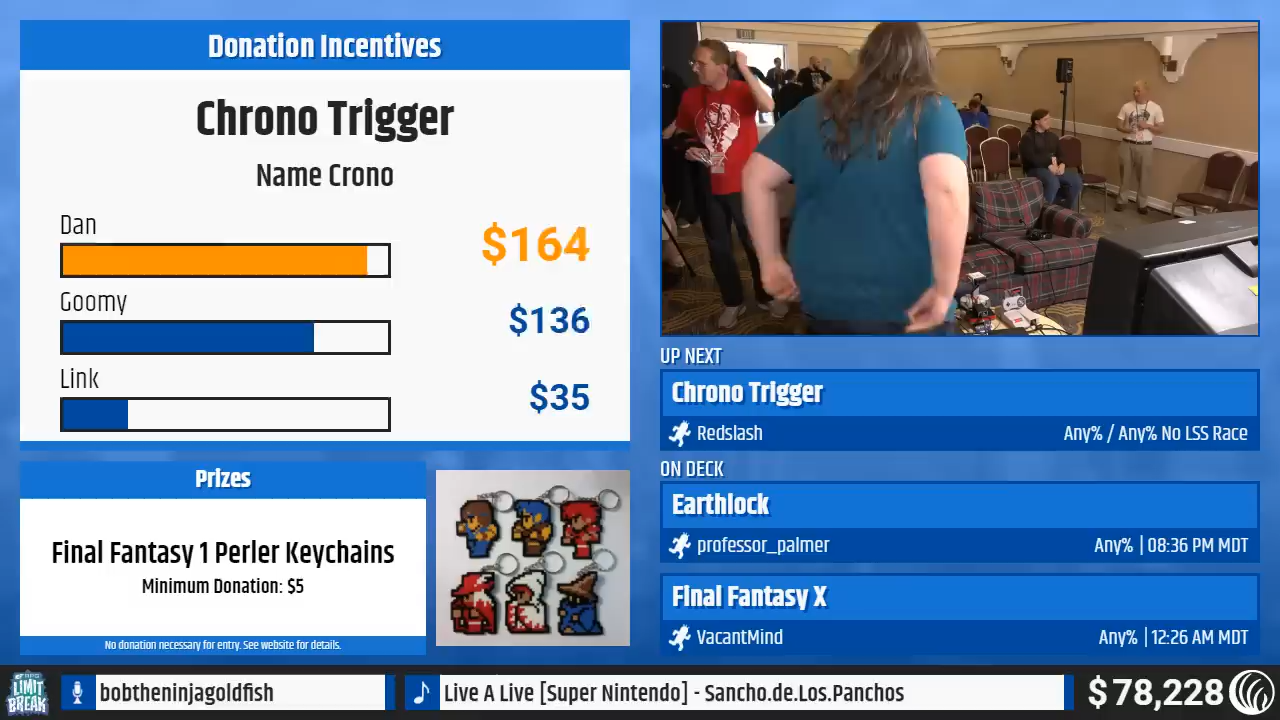 Donation Incentives
Chrono Trigger
Name Crono
Dan
$164
Goomy
$136
Link
$35
Prizes
Final Fantasy 1 Perler Keychains
Minimum Donation: $5
No donation necessary for entry. See website for details.
EXIT
UP NEXT
Chrono Trigger
Redslash
Any% / Any% No LSS Race
ON DECK
Earthlock
professor_palmer
Any% | 08:36 PM MDT
Final Fantasy X
VacantMind
Any% | 12:26 AM MDT
RPG
LIMIT
BREAK
bobtheninjagoldfish
Live A Live [Super Nintendo] - Sancho.de.Los.Panchos
$78,228